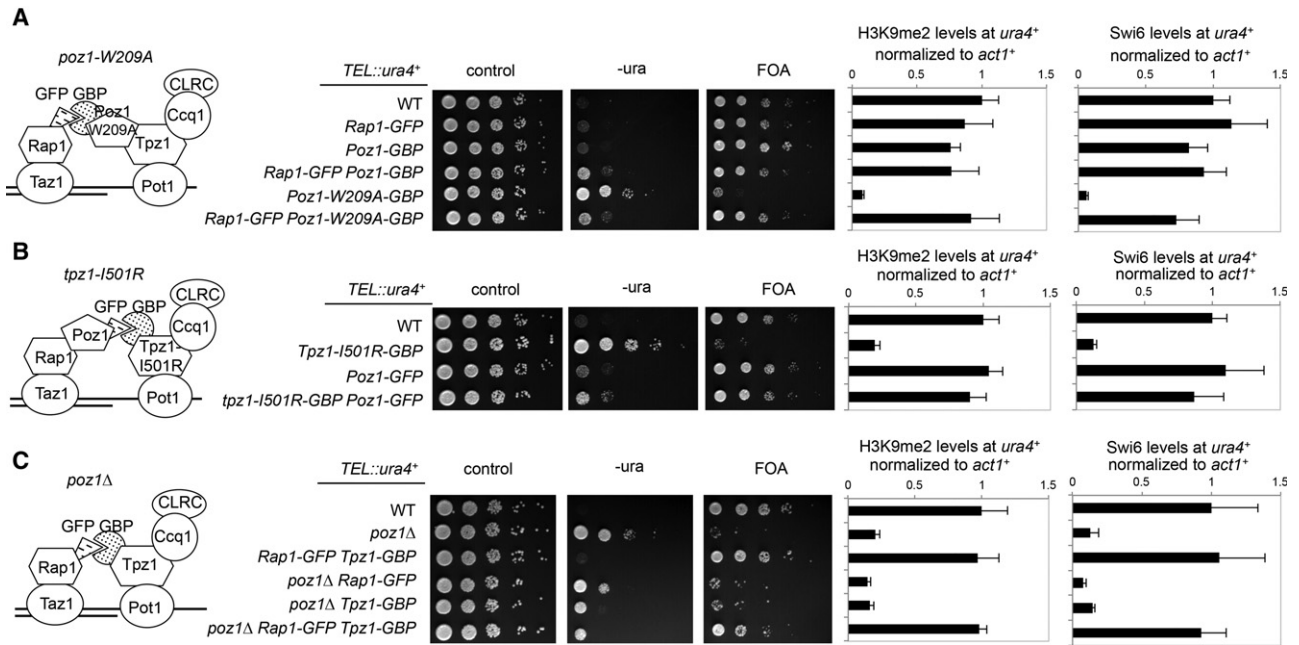 A
poz1-W209A
GFP GBP
Poz1
W209A
CLRC
Ccq1
Tpz1
Rap1
Taz1
Pot1
TEL::ura4+
control
-ura
FOA
WT
Rap1-GFP
Poz1-GBP
Rap1-GFP Poz1-GBP
Poz1-W209A-GBP
Rap1-GFP Poz1-W209A-GBP
H3K9me2 levels at ura4+
normalized to act1+
0 0.5 1 1.5
Swi6 levels at ura4+
normalized to act1+
0 0.5 1 1.5
B
tpz1-I501R
GFP GBP
CLRC
Ccq1
Poz1
Tpz1-
I501R
Rap1
Taz1
Pot1
TEL::ura4+
control
-ura
FOA
WT
Tpz1-I501R-GBP
Poz1-GFP
tpz1-I501R-GBP Poz1-GFP
H3K9me2 levels at ura4+
normalized to act1+
0 0.5 1 1.5
Swi6 levels at ura4+
normalized to act1+
0 0.5 1 1.5
C
poz1Δ
GFP GBP
CLRC
Ccq1
Tpz1
Rap1
Taz1
Pot1
TEL::ura4+
control
-ura
FOA
WT
poz1Δ
Rap1-GFP Tpz1-GBP
poz1Δ Rap1-GFP
poz1Δ Tpz1-GBP
poz1Δ Rap1-GFP Tpz1-GBP
H3K9me2 levels at ura4+
normalized to act1+
0 0.5 1 1.5
Swi6 levels at ura4+
normalized to act1+
0 0.5 1 1.5